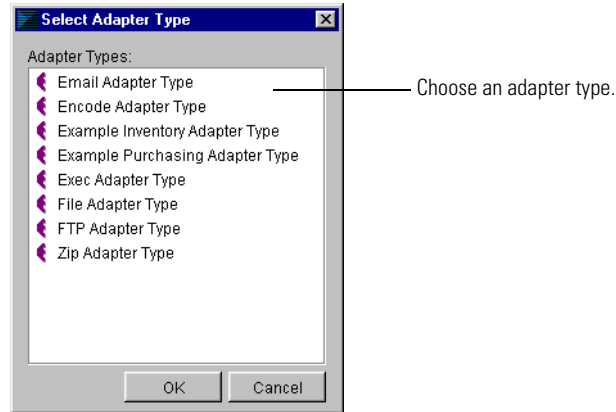 Select Adapter Type
Adapter Types:
Email Adapter Type
Choose an adapter type.
Encode Adapter Type
Example Inventory Adapter Type
Example Purchasing Adapter Type
Exec Adapter Type
File Adapter Type
FTP Adapter Type
Zip Adapter Type
OK Cancel